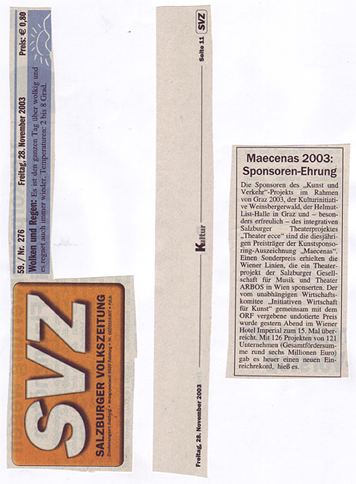 59. / Nr. 276
Freitag, 28. November 2003
Preis: € 0,80
Wolken und Regen: Es ist den ganzen Tag über wolkig und
es regnet auch immer wieder. Temperaturen: 2 bis 8 Grad.
SVZ
SALZBURGER VOLKSZEITUNG
Freitag, 28. November 2003
Kultur
Seite 11
SVZ
Maecenas 2003:
Sponsoren-Ehrung
Die Sponsoren des „Kunst und
Verkehr"-Projekts im Rahmen
von Graz 2003, der Kulturinitiative
Weinsbergerwald, der Helmut-
List-Halle in Graz und – beson-
ders erfreulich – des integrativen
Salzburger Theaterprojektes
„Theater ecce" sind die diesjähri-
gen Preisträger der Kunstsponso-
ring-Auszeichnung „Maecenas".
Einen Sonderpreis erhielten die
Wiener Linien, die ein Theater-
projekt der Salzburger Gesell-
schaft für Musik und Theater
ARBOS in Wien sponserten. Der
vom unabhängigen Wirtschafts-
komitee „Initiativen Wirtschaft
für Kunst" gemeinsam mit dem
ORF vergebene undotierte Preis
wurde gestern Abend im Wiener
Hotel Imperial zum 15. Mal über-
reicht. Mit 126 Projekten von 121
Unternehmen (Gesamtfördersum-
me rund sechs Millionen Euro)
gab es heuer einen neuen Ein-
reichrekord, hieß es.